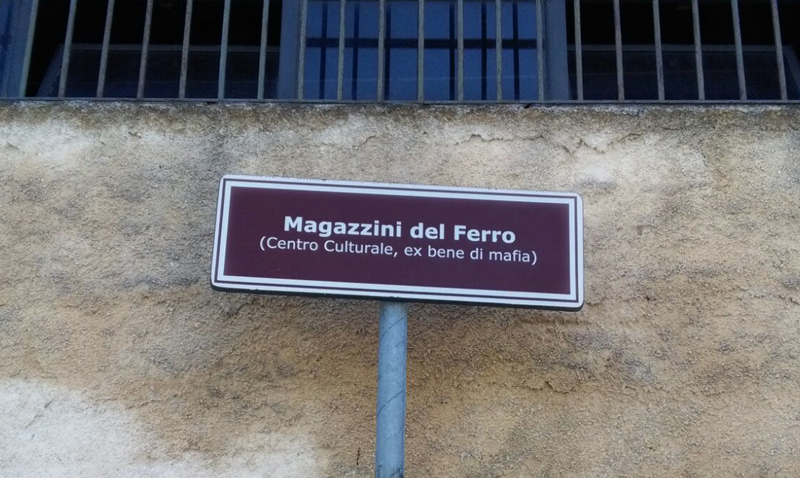 Magazzini del Ferro
(Centro Culturale, ex bene di mafia)